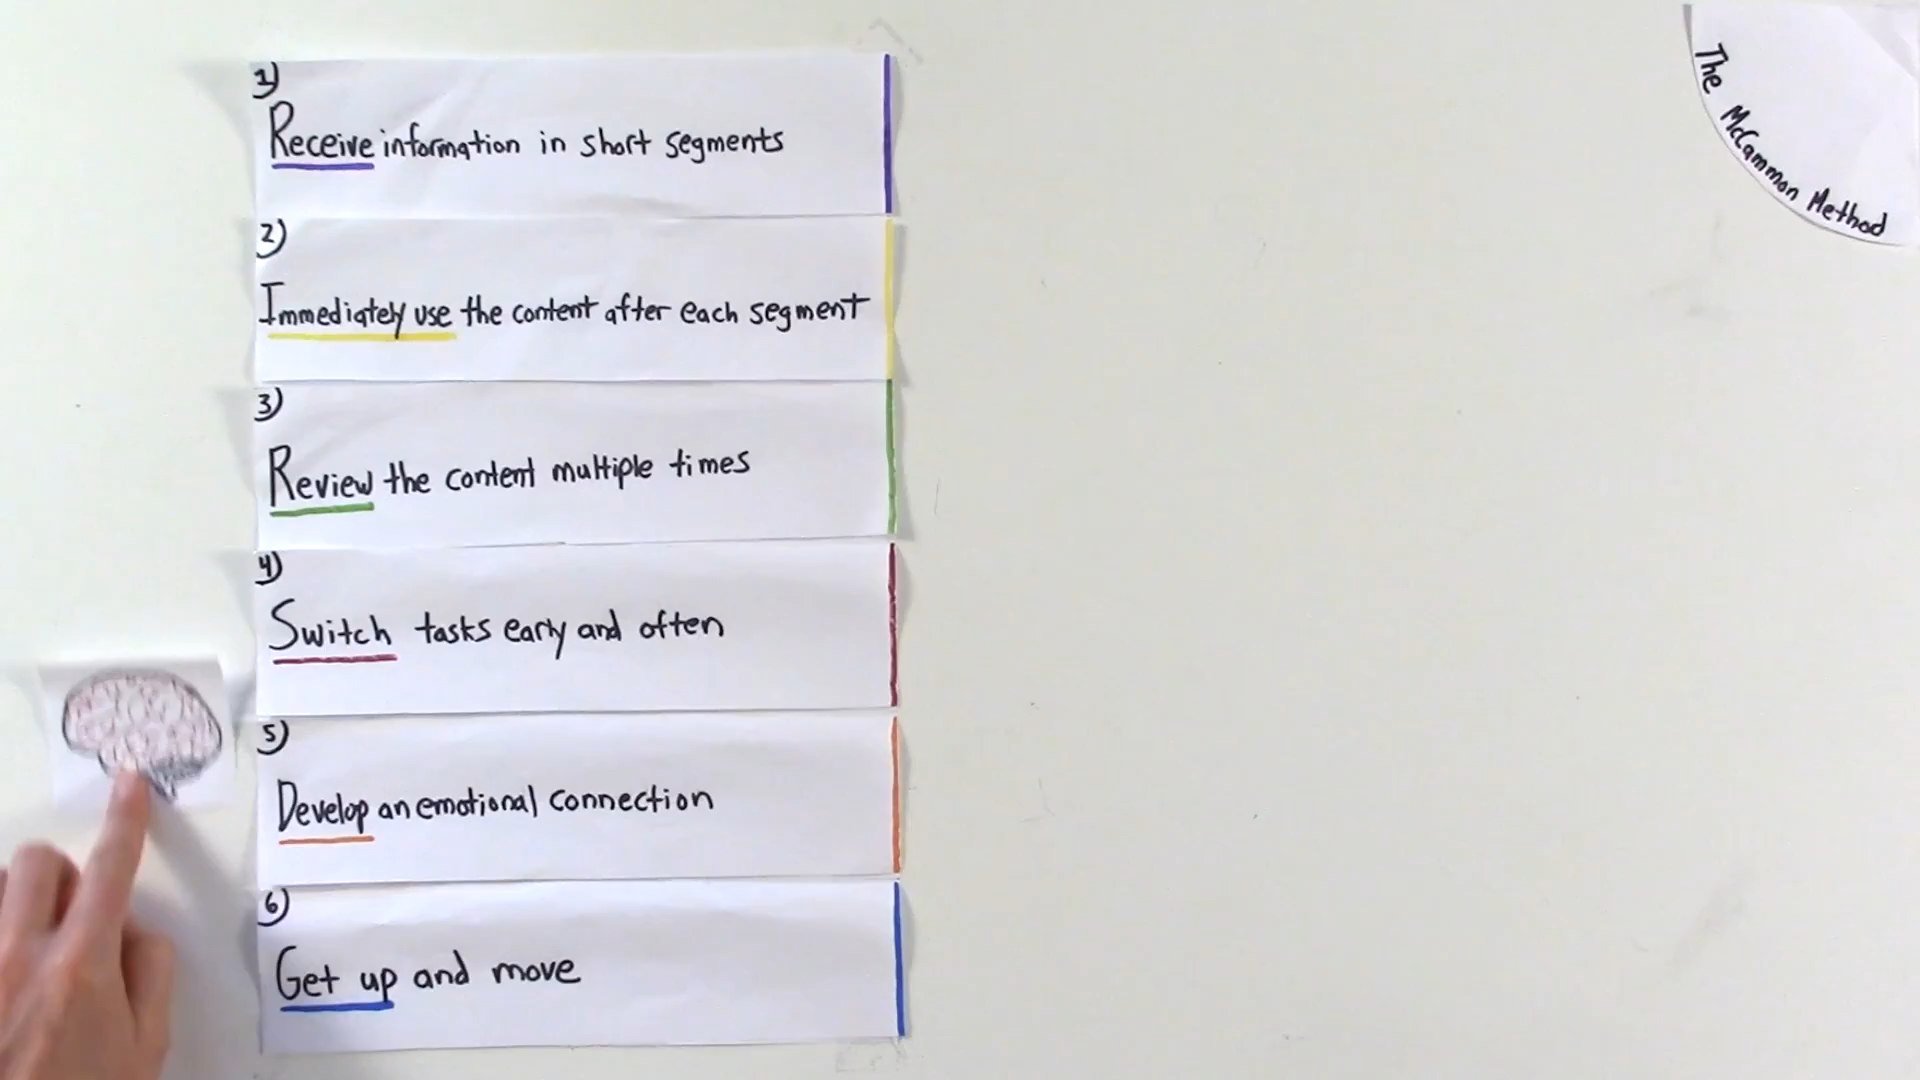 1)
Receive information in short segments
2)
Immediately use the content after each segment
3)
Review the content multiple times
4)
Switch tasks early and often
5)
Develop an emotional connection
6)
Get up and move
The McCammon Method